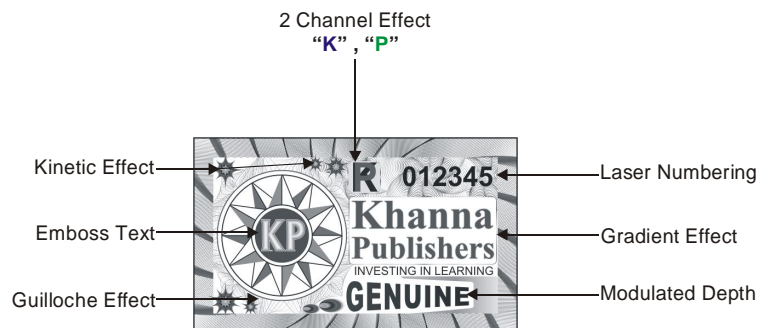 2 Channel Effect
“K” , “P”
Kinetic Effect
Emboss Text
Guilloche Effect
012345
KP
Khanna
Publishers
INVESTING IN LEARNING
GENUINE
Laser Numbering
Gradient Effect
Modulated Depth